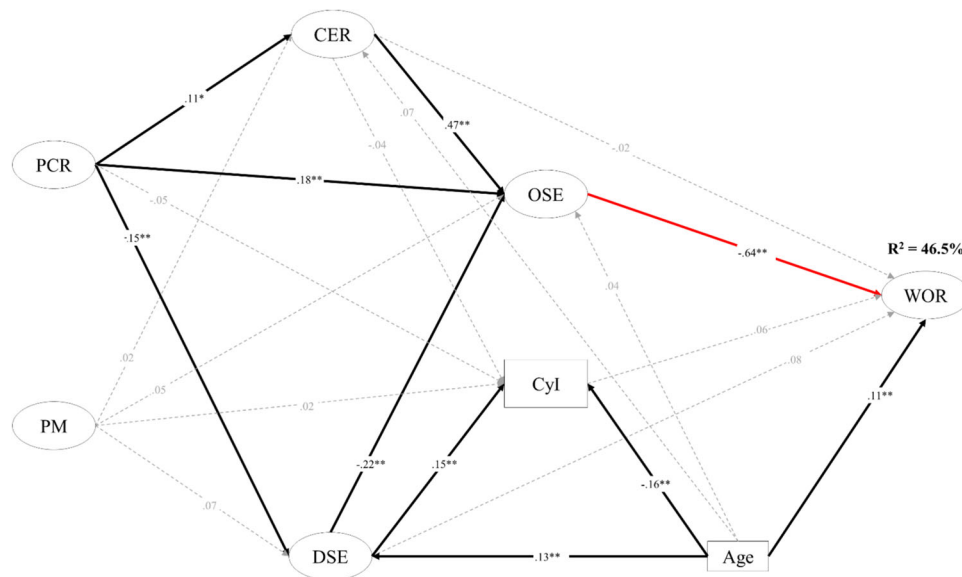 CER
.11*
.07
.47**
-.04
-.02
PCR
.18**
OSE
-.05
-.15**
-.64**
R² = 46.5%
WOR
.04
.06
.02
.08
CyI
.05
.02
.11**
PM
-.22**
.15**
-.16**
.07
DSE
.13**
Age